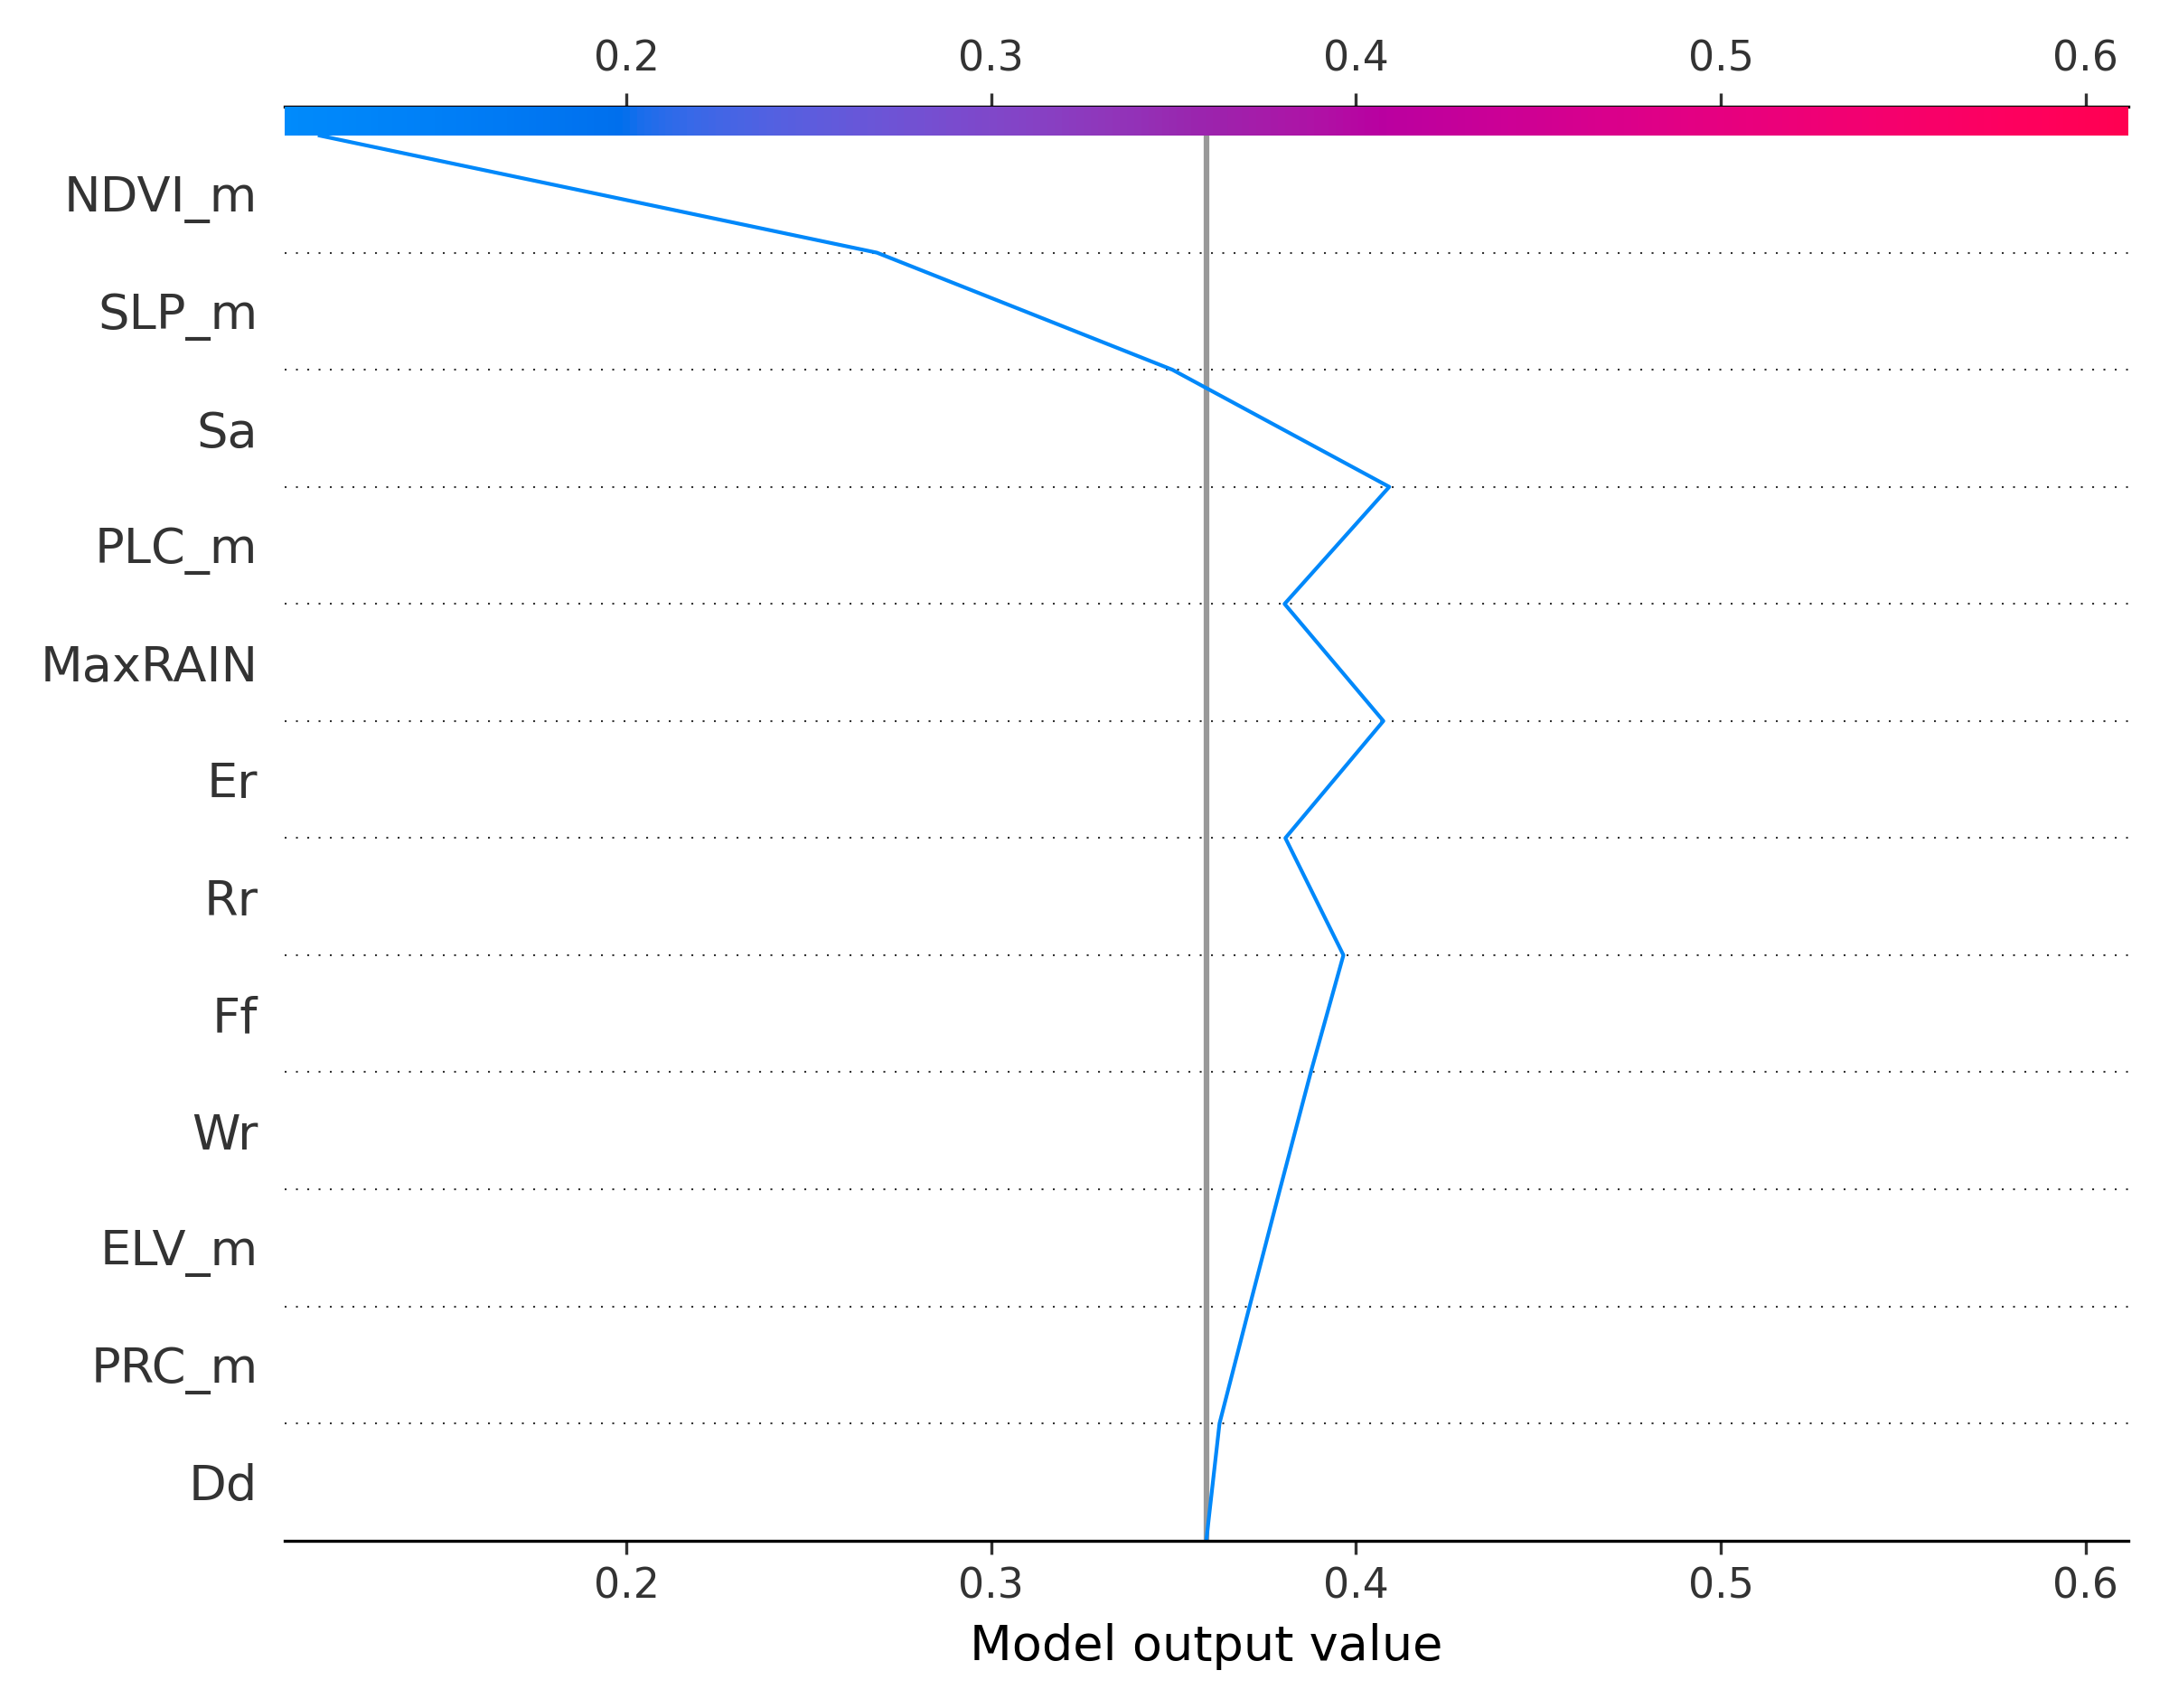 0.2 0.3 0.4 0.5 0.6
NDVI_m
SLP_m
Sa
PLC_m
MaxRAIN
Er
Rr
Ff
Wr
ELV_m
PRC_m
Dd
0.2 0.3 0.4 0.5 0.6
Model output value